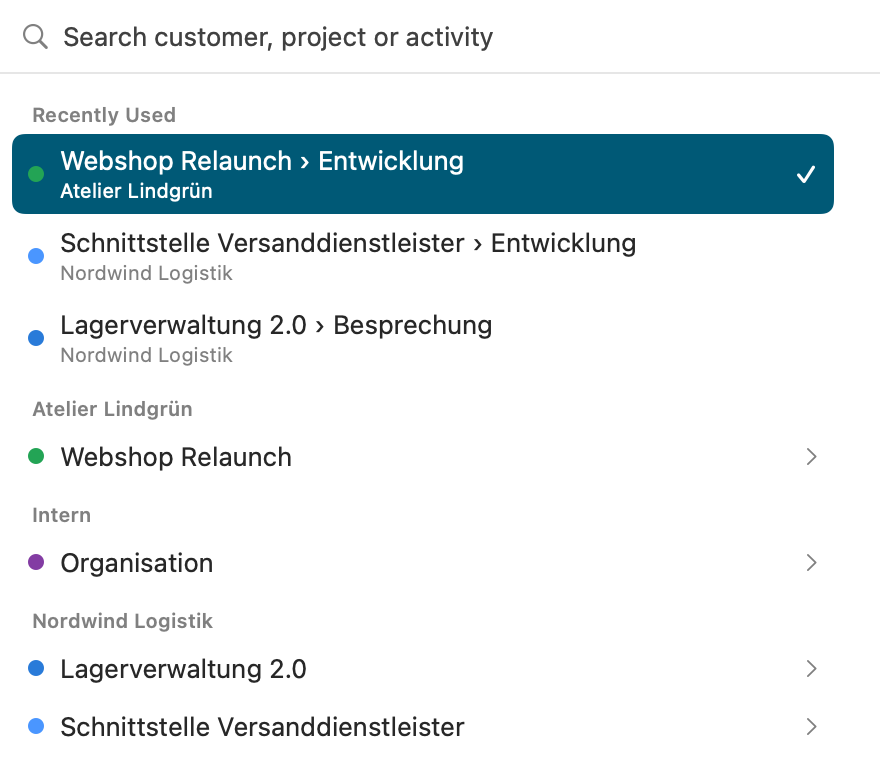 Search customer, project or activity
Recently Used
Webshop Relaunch › Entwicklung
Atelier Lindgrün
Schnittstelle Versanddienstleister › Entwicklung
Nordwind Logistik
Lagerverwaltung 2.0 › Besprechung
Nordwind Logistik
Atelier Lindgrün
Webshop Relaunch
Intern
Organisation
Nordwind Logistik
Lagerverwaltung 2.0
Schnittstelle Versanddienstleister